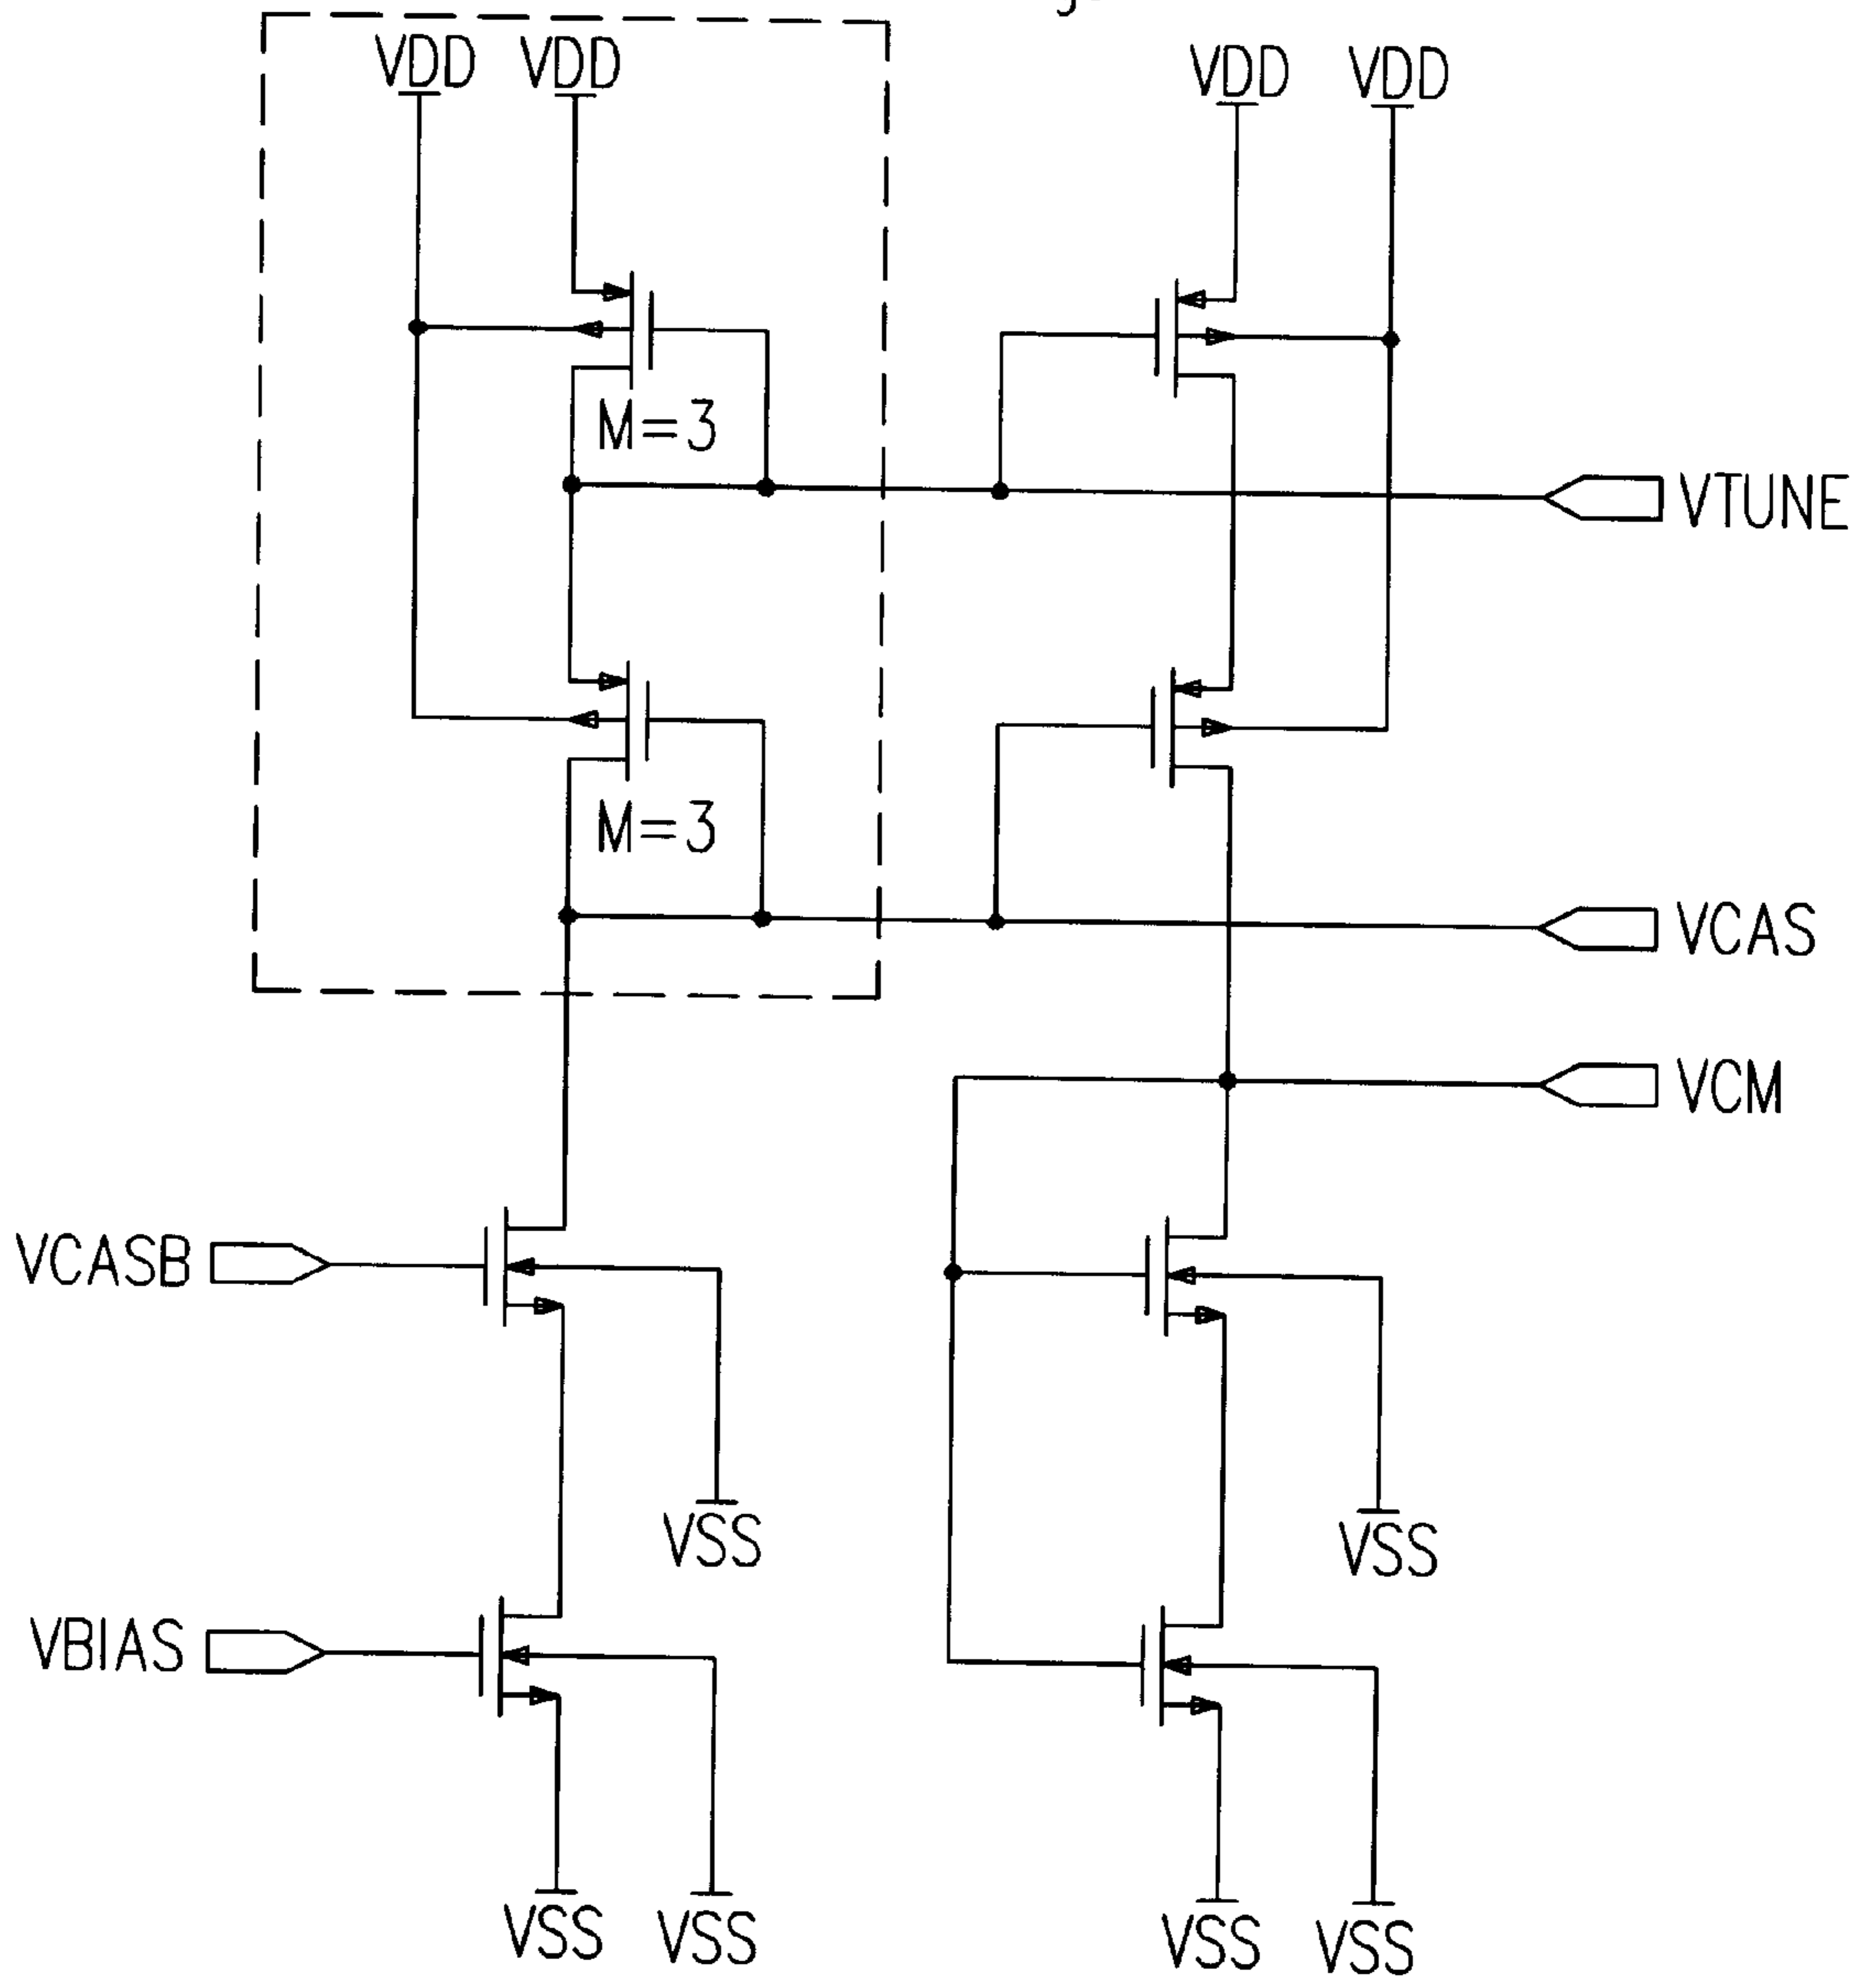 VDD VDD VDD VDD
M=3
VTUNE
M=3
VCAS
VCM
VCASB
VSS VSS
VBIAS
VSS VSS VSS VSS